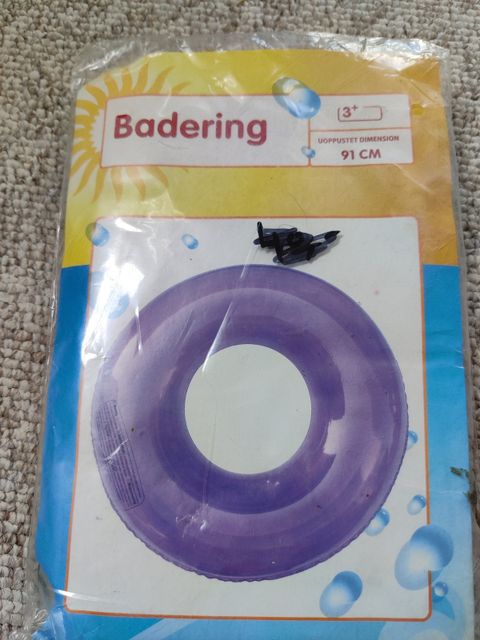 Badering
3+
UOPPUSTET DIMENSION
91 CM